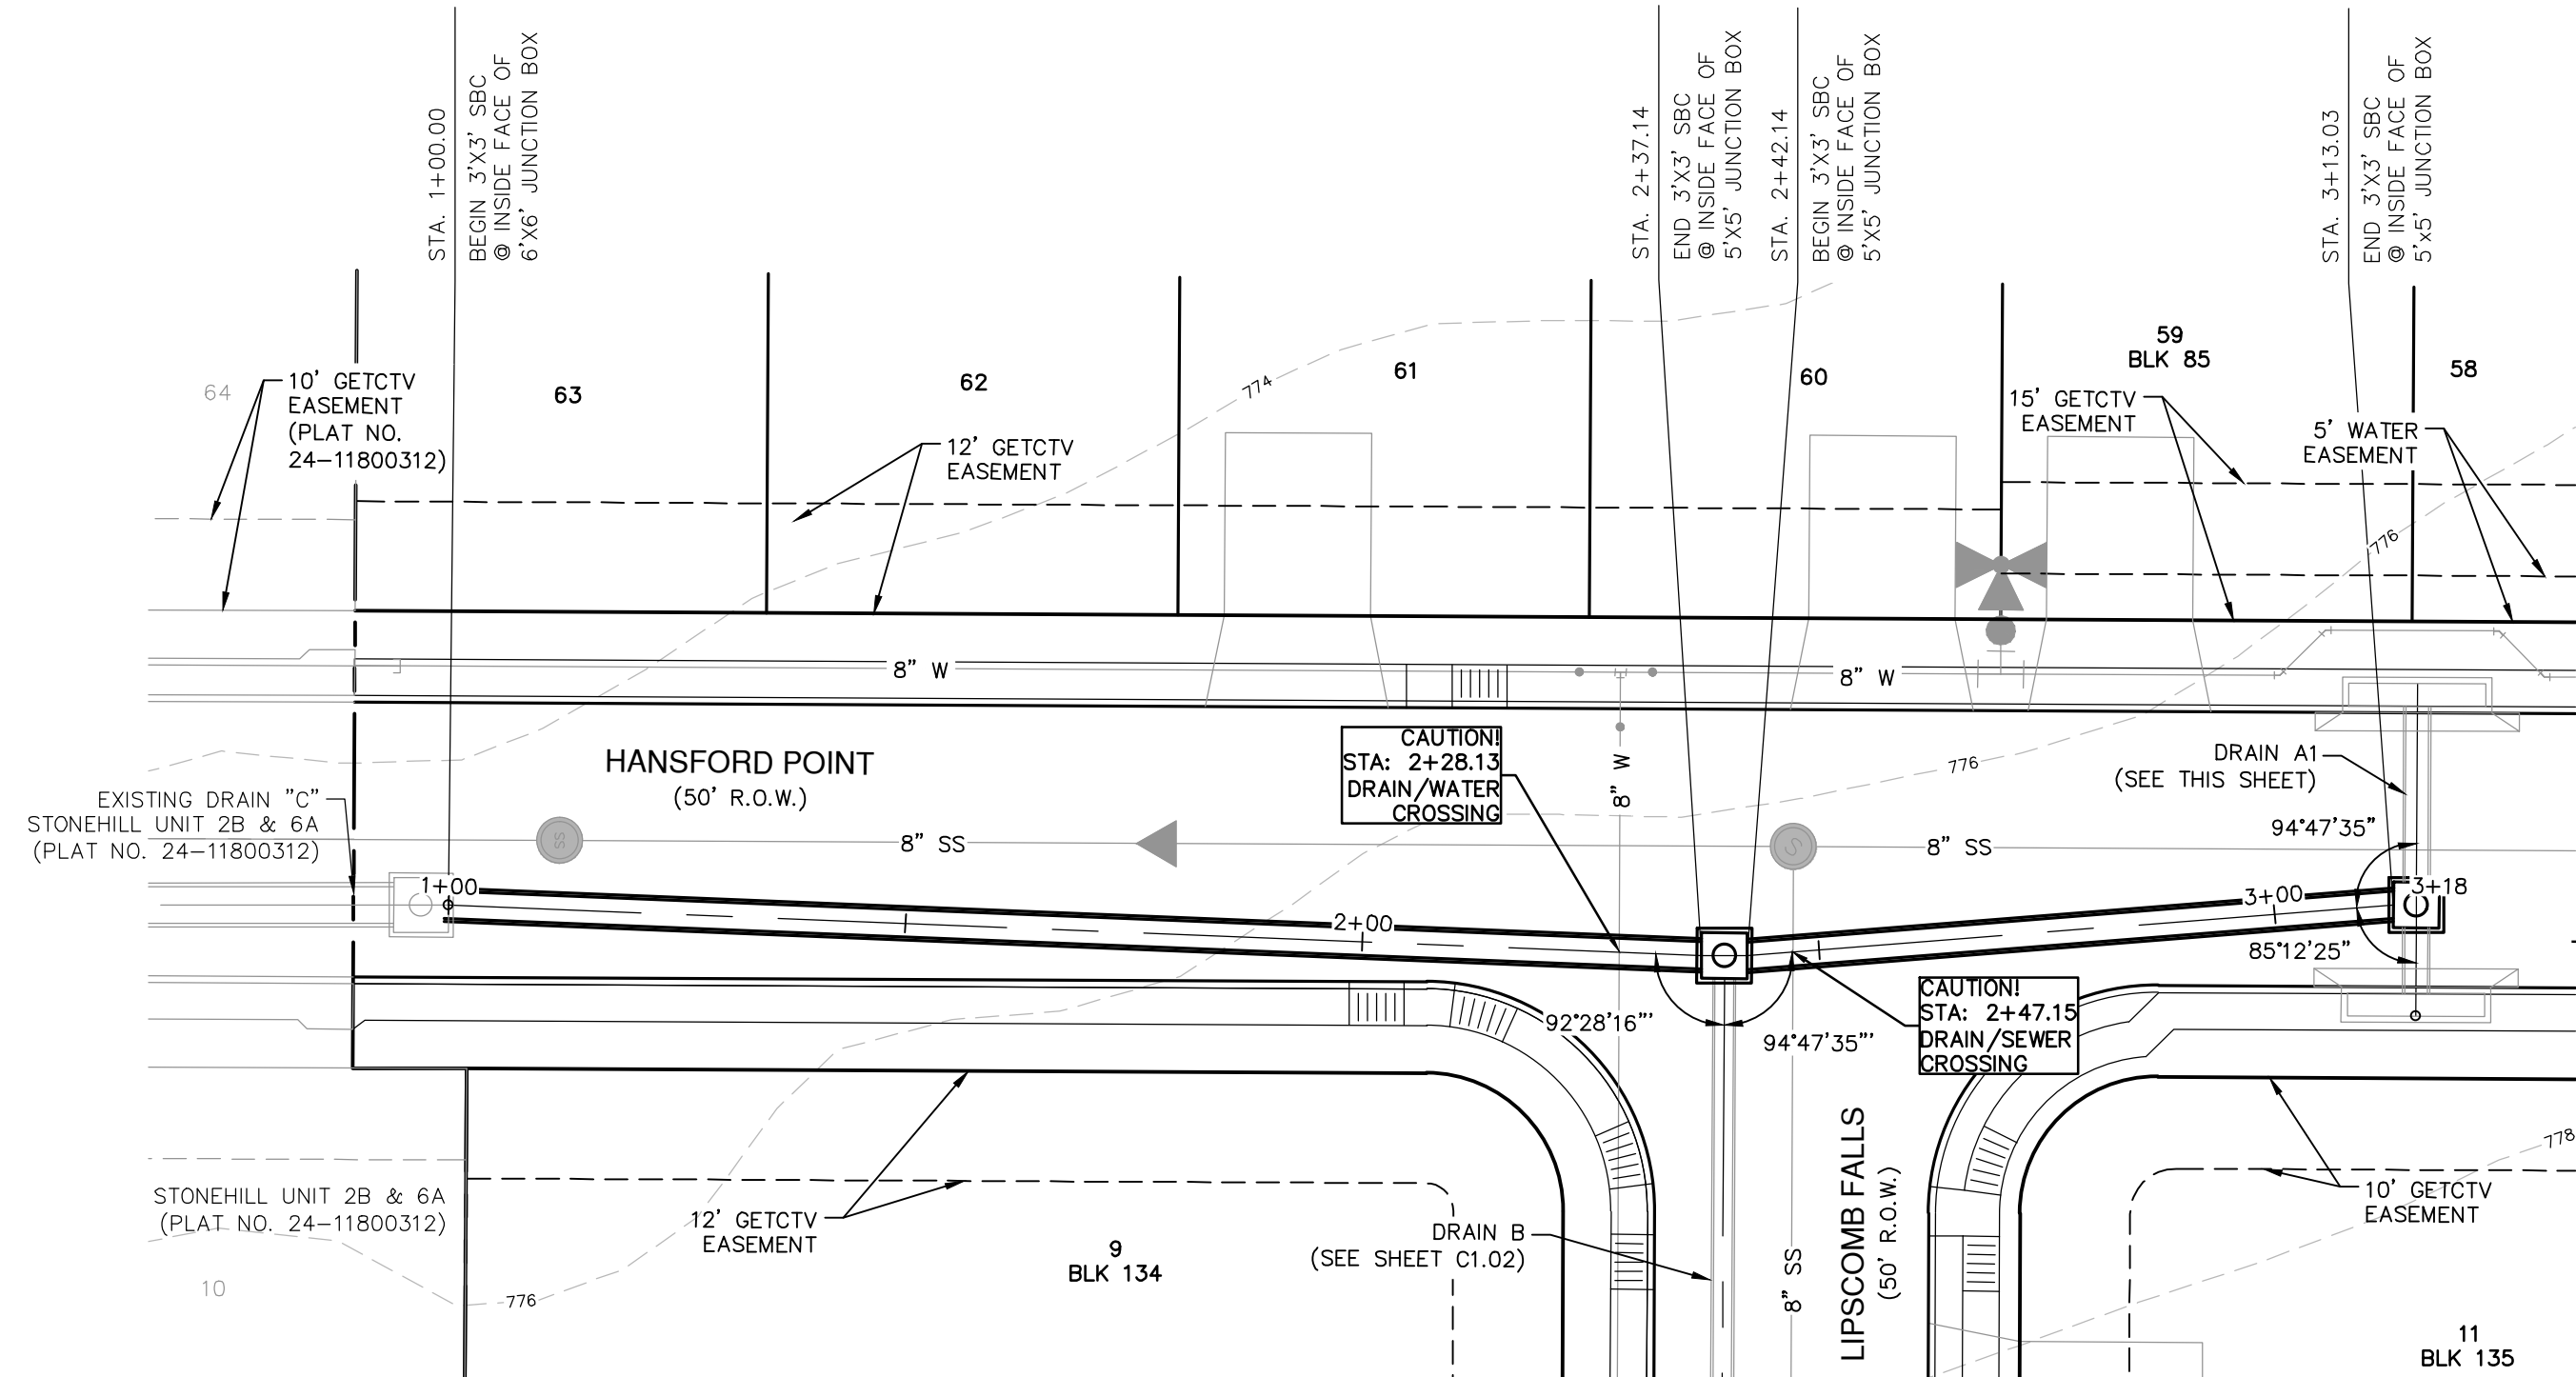 STA. 1+00.00
BEGIN 3'X3' SBC
@ INSIDE FACE OF
6'X6' JUNCTION BOX
STA. 2+37.14
END 3'X3' SBC
@ INSIDE FACE OF
5'X5' JUNCTION BOX
STA. 2+42.14
BEGIN 3'X3' SBC
@ INSIDE FACE OF
5'X5' JUNCTION BOX
STA. 3+13.03
END 3'X3' SBC
@ INSIDE FACE OF
5'x5' JUNCTION BOX
64
10' GETCTV
EASEMENT
(PLAT NO.
24-11800312)
63
62
12' GETCTV
EASEMENT
774
61
60
59
BLK 85
58
15' GETCTV
EASEMENT
5' WATER
EASEMENT
776
8" W
8" W
HANSFORD POINT
(50' R.O.W.)
CAUTION!
STA: 2+28.13
DRAIN/WATER
CROSSING
8" W
776
DRAIN A1
(SEE THIS SHEET)
EXISTING DRAIN "C"
STONEHILL UNIT 2B & 6A
(PLAT NO. 24-11800312)
SS
8" SS
S
8" SS
94°47'35"
1+00
2+00
3+00
3+18
85°12'25"
92°28'16"'
94°47'35"'
CAUTION!
STA: 2+47.15
DRAIN/SEWER
CROSSING
STONEHILL UNIT 2B & 6A
(PLAT NO. 24-11800312)
10
776
12' GETCTV
EASEMENT
9
BLK 134
DRAIN B
(SEE SHEET C1.02)
8" SS
LIPSCOMB FALLS
(50' R.O.W.)
778
10' GETCTV
EASEMENT
11
BLK 135